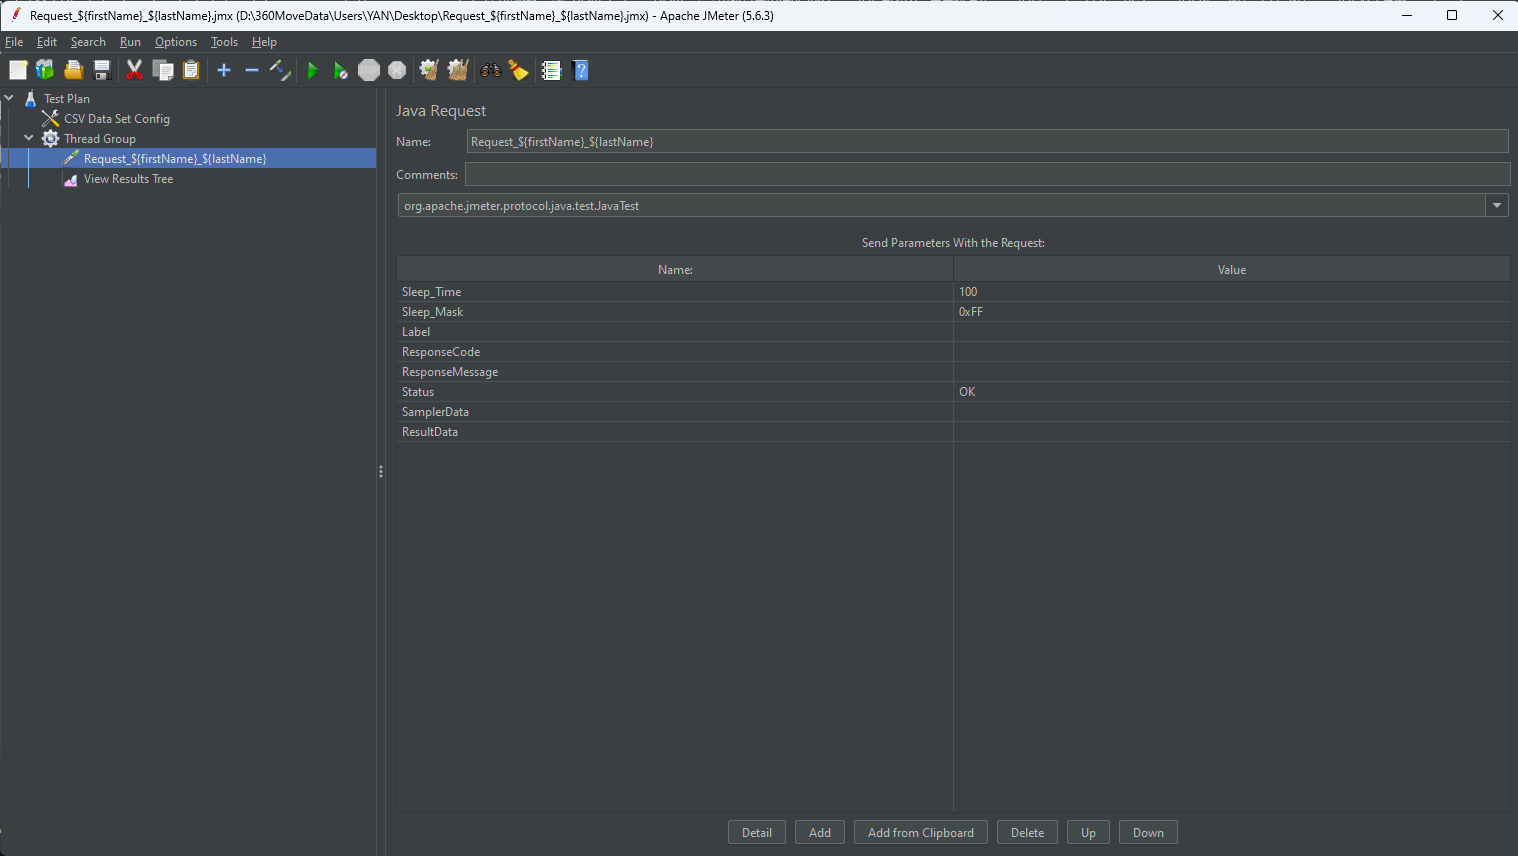 Request_${firstName}_${lastName}.jmx (D:\360MoveData\Users\YAN\Desktop\Request_${firstName}_${lastName}.jmx) - Apache JMeter (5.6.3)
File Edit Search Run Options Tools Help
STOP
Test Plan
CSV Data Set Config
Thread Group
Request_${firstName}_${lastName}
View Results Tree
Java Request
Name: Request_${firstName}_${lastName}
Comments:
org.apache.jmeter.protocol.java.test.JavaTest
Send Parameters With the Request:
Name: Value
Sleep_Time 100
Sleep_Mask 0xFF
Label
ResponseCode
ResponseMessage
Status OK
SamplerData
ResultData
Detail Add Add from Clipboard Delete Up Down